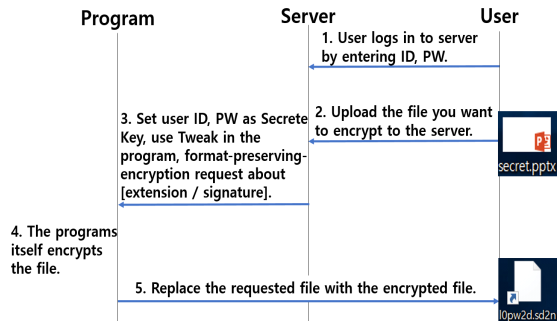 Program
Server
User
1. User logs in to server
by entering ID, PW.
2. Upload the file you want
to encrypt to the server.
3. Set user ID, PW as Secrete
Key, use Tweak in the
program, format-preserving-
encryption request about
[extension / signature].
secret.pptx
4. The programs
itself encrypts
the file.
5. Replace the requested file with the encrypted file.
l0pw2d.sd2n